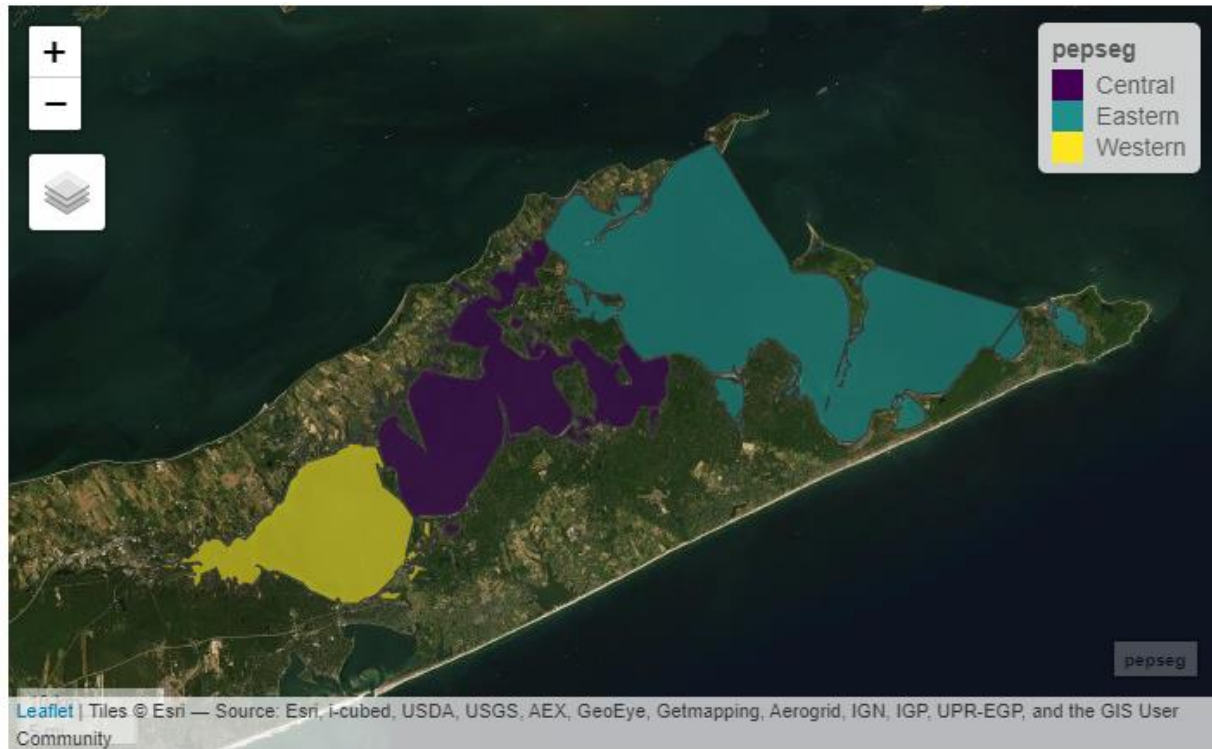 +
−
pepseg
Central
Eastern
Western
pepseg
Leaflet | Tiles © Esri — Source: Esri, i-cubed, USDA, USGS, AEX, GeoEye, Getmapping, Aerogrid, IGN, IGP, UPR-EGP, and the GIS User
Community